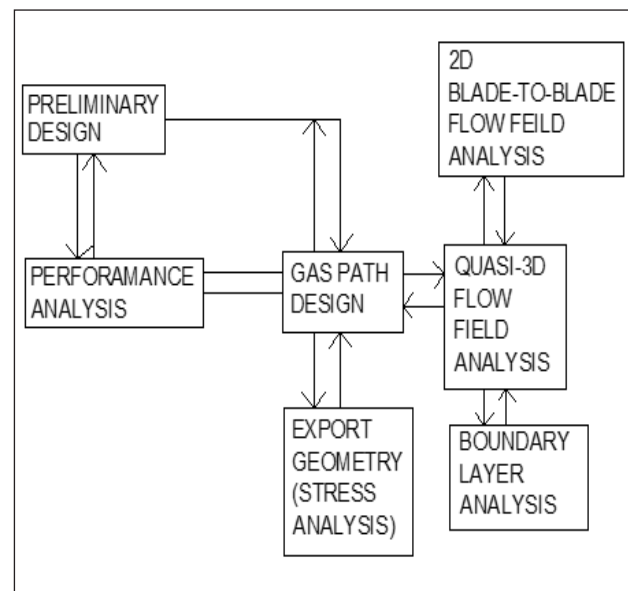 PRELIMINARY
DESIGN
2D
BLADE-TO-BLADE
FLOW FEILD
ANALYSIS
PERFORAMANCE
ANALYSIS
GAS PATH
DESIGN
QUASI-3D
FLOW
FIELD
ANALYSIS
EXPORT
GEOMETRY
(STRESS
ANALYSIS)
BOUNDARY
LAYER
ANALYSIS